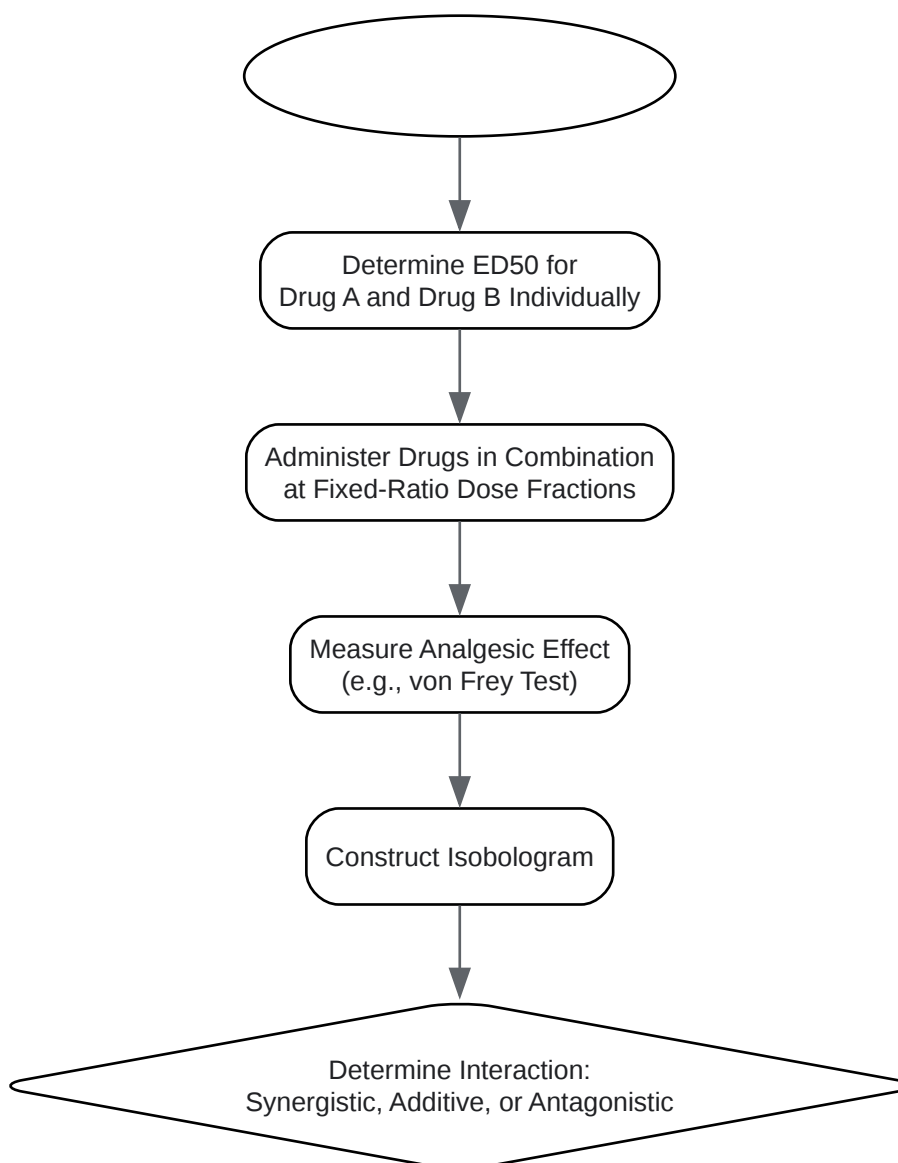 Determine ED50 for
Drug A and Drug B Individually
Administer Drugs in Combination
at Fixed-Ratio Dose Fractions
Measure Analgesic Effect
(e.g., von Frey Test)
Construct Isobologram
Determine Interaction:
Synergistic, Additive, or Antagonistic